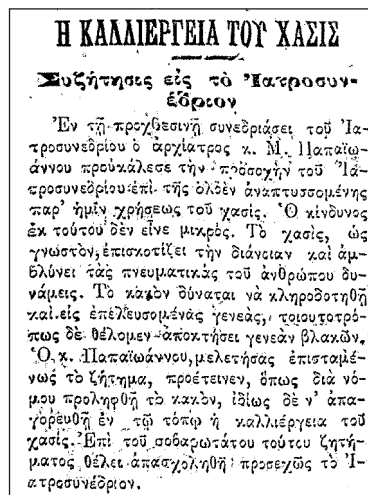 Η ΚΑΛΛΙΕΡΓΕΙΑ ΤΟΥ ΧΑΣΙΣ
Συζήτησις εἰς τὸ Ἰατροσυν-
έδριον
Ἐν τῇ προχθεσινῇ συνεδριάσει τοῦ Ἰα-
τροσυνεδρίου ὁ ἀρχίατρος κ. Μ. Παπαϊω-
άννου προὐκάλεσε τὴν προσοχὴν τοῦ Ἰα-
τροσυνεδρίου ἐπὶ τῆς ὁλὲν ἀναπτυσσομένης
παρ' ἡμῖν χρήσεως τοῦ χασίς. Ὁ κίνδυνος
ἐκ τούτου δὲν εἶνε μικρός. Τὸ χασίς, ὡς
γνωστὸν, ἐπισκοτίζει τὴν διάνοιαν καὶ ἀμ-
βλύνει τὰς πνευματικὰς τοῦ ἀνθρώπου δυ-
νάμεις. Τὸ κακὸν δύναται νὰ κληροδοτηθῇ
καὶ εἰς ἐπελευσομένας γενεὰς, τοιουτοτρό-
πως δὲ θέλομεν ἀποκτήσει γενεὰν βλακῶν.
Ὁ κ. Παπαϊωάννου, μελετήσας ἐπισταμέ-
νως τὸ ζήτημα, προέτεινεν, ὅπως διὰ νό-
μου προληφθῇ τὸ κακὸν, ἰδίως δὲ ν' ἀπα-
γορευθῇ ἐν τῷ τόπῳ ἡ καλλιέργεια τοῦ
χασίς. Ἐπὶ τοῦ σοβαρωτάτου τούτου ζητή-
ματος θέλει ἀπασχοληθῇ προσεχῶς τὸ Ἰ-
ατροσυνέδριον.